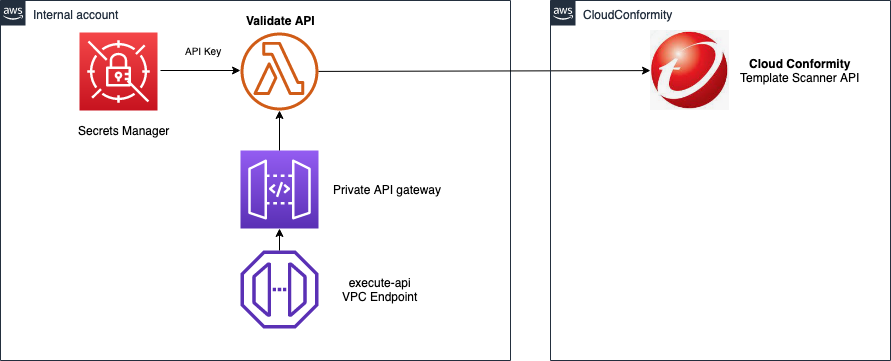 aws
Internal account
Validate API
API Key
Secrets Manager
</>
Private API gateway
execute-api
VPC Endpoint
aws
CloudConformity
Cloud Conformity
Template Scanner API